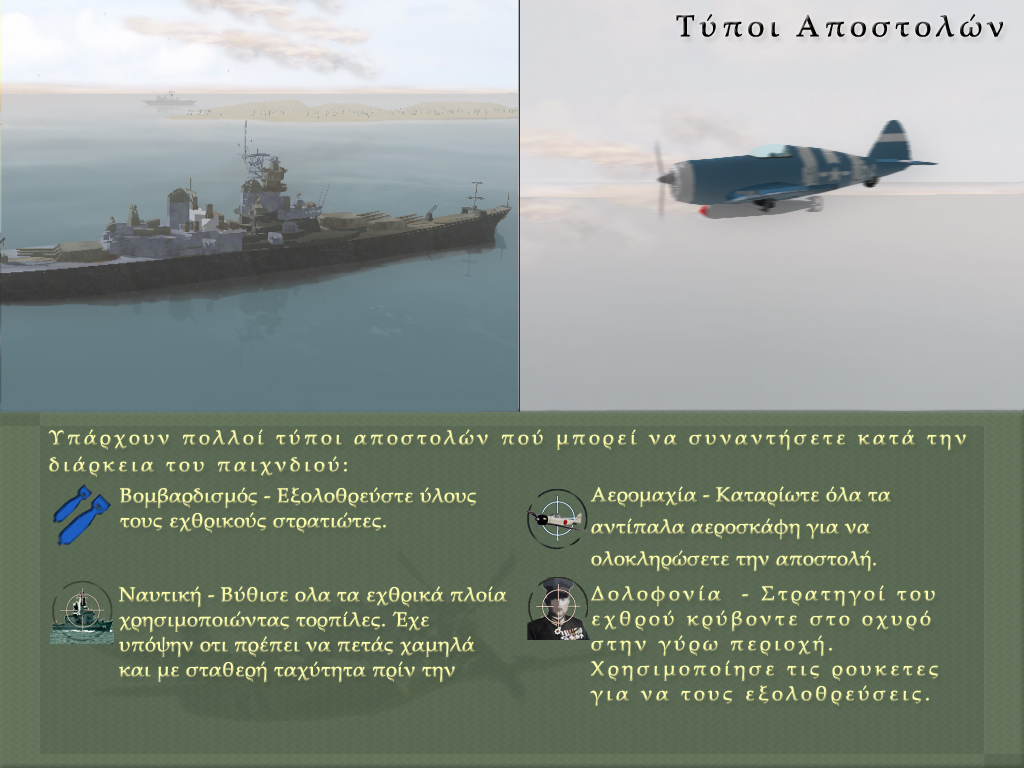 Τύποι Αποστολών
Υπάρχουν πολλοί τύποι αποστολών πού μπορεί να συναντήσετε κατά την
διάρκεια του παιχνδιού:
Βομβαρδισμός - Εξολοθρεύστε ύλους
τους εχθρικούς στρατιώτες.
Αερομαχία - Καταρίωτε όλα τα
αντίπαλα αεροσκάφη για να
ολοκληρώσετε την αποστολή.
Ναυτική - Βύθισε ολα τα εχθρικά πλοία
χρησιμοποιώντας τορπίλες. Έχε
υπόψην οτι πρέπει να πετάς χαμηλά
και με σταθερή ταχύτητα πρίν την
Δολοφονία - Στρατηγοί του
εχθρού κρύβοντε στο οχυρό
στην γύρω περιοχή.
Χρησιμοποίησε τις ρουκετες
για να τους εξολοθρεύσεις.